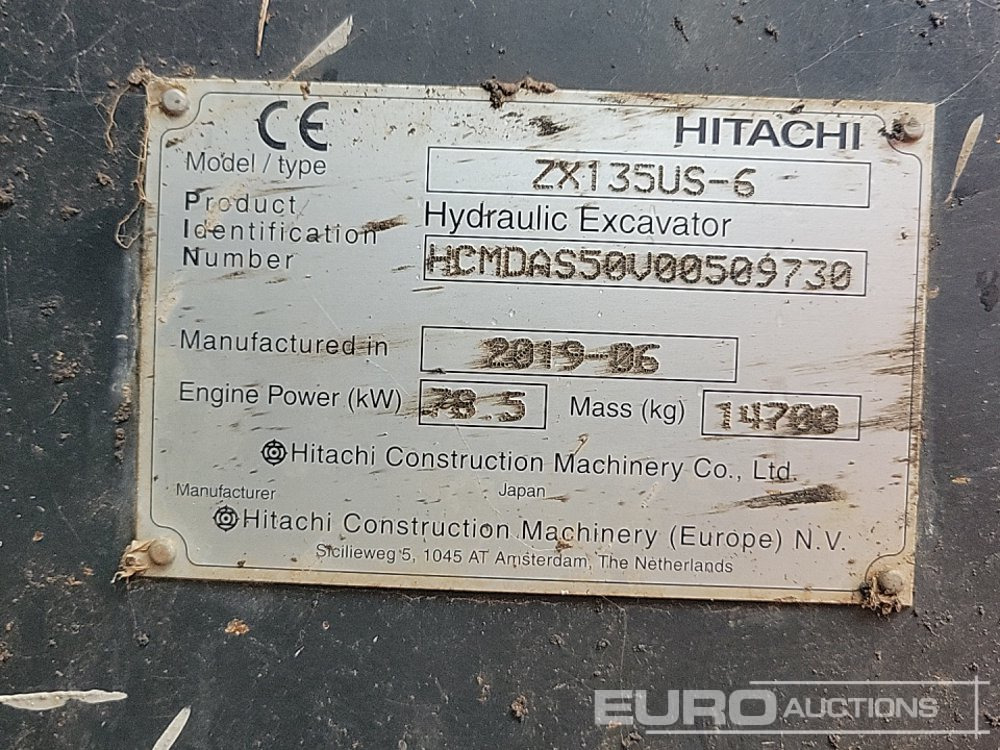 CE HITACHI
Model / type ZX135US-6
Product Hydraulic Excavator
Identification
Number HCMDAS50V00509730
Manufactured in 2019-06
Engine Power (kW) 78.5 Mass (kg) 14700
Hitachi Construction Machinery Co., Ltd.
Manufacturer Japan
Hitachi Construction Machinery (Europe) N.V.
Sicilieweg 5, 1045 AT Amsterdam, The Netherlands
EURO AUCTIONS